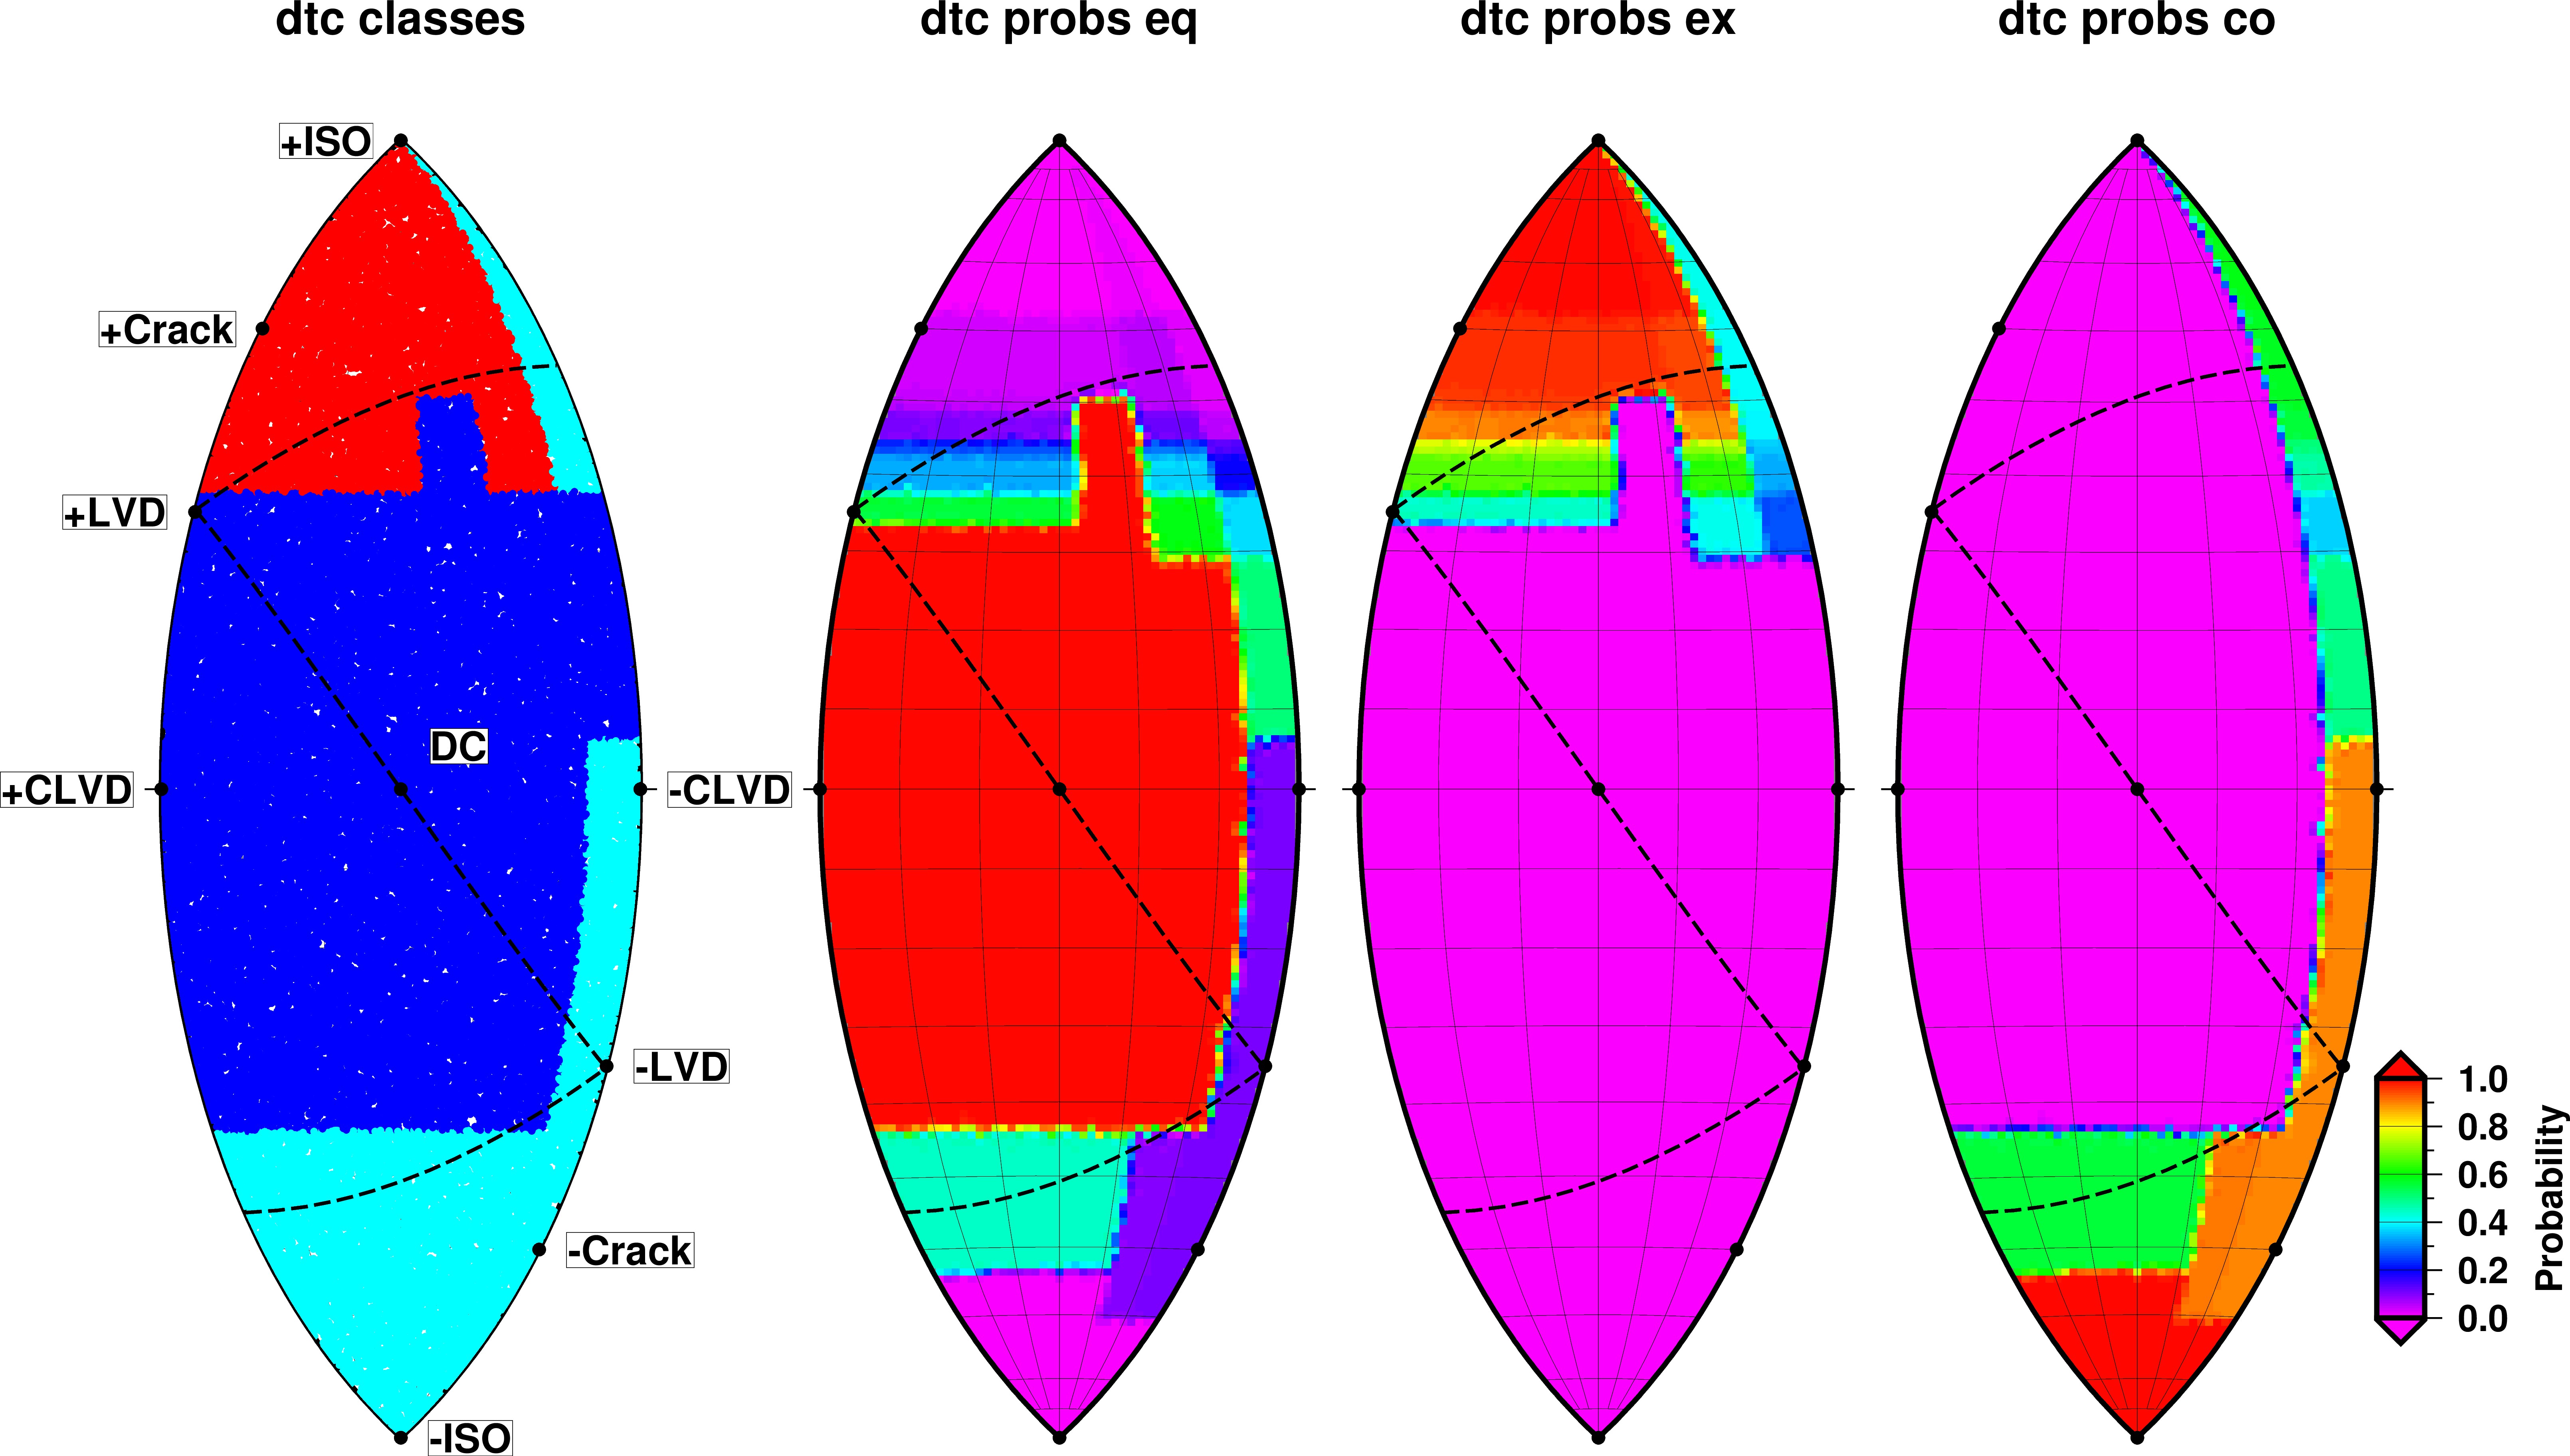 dtc classes
dtc probs eq
dtc probs ex
dtc probs co
+ISO
+Crack
+LVD
DC
+CLVD
-CLVD
-LVD
-Crack
-ISO
1.0
0.8
0.6
0.4
0.2
0.0
Probability